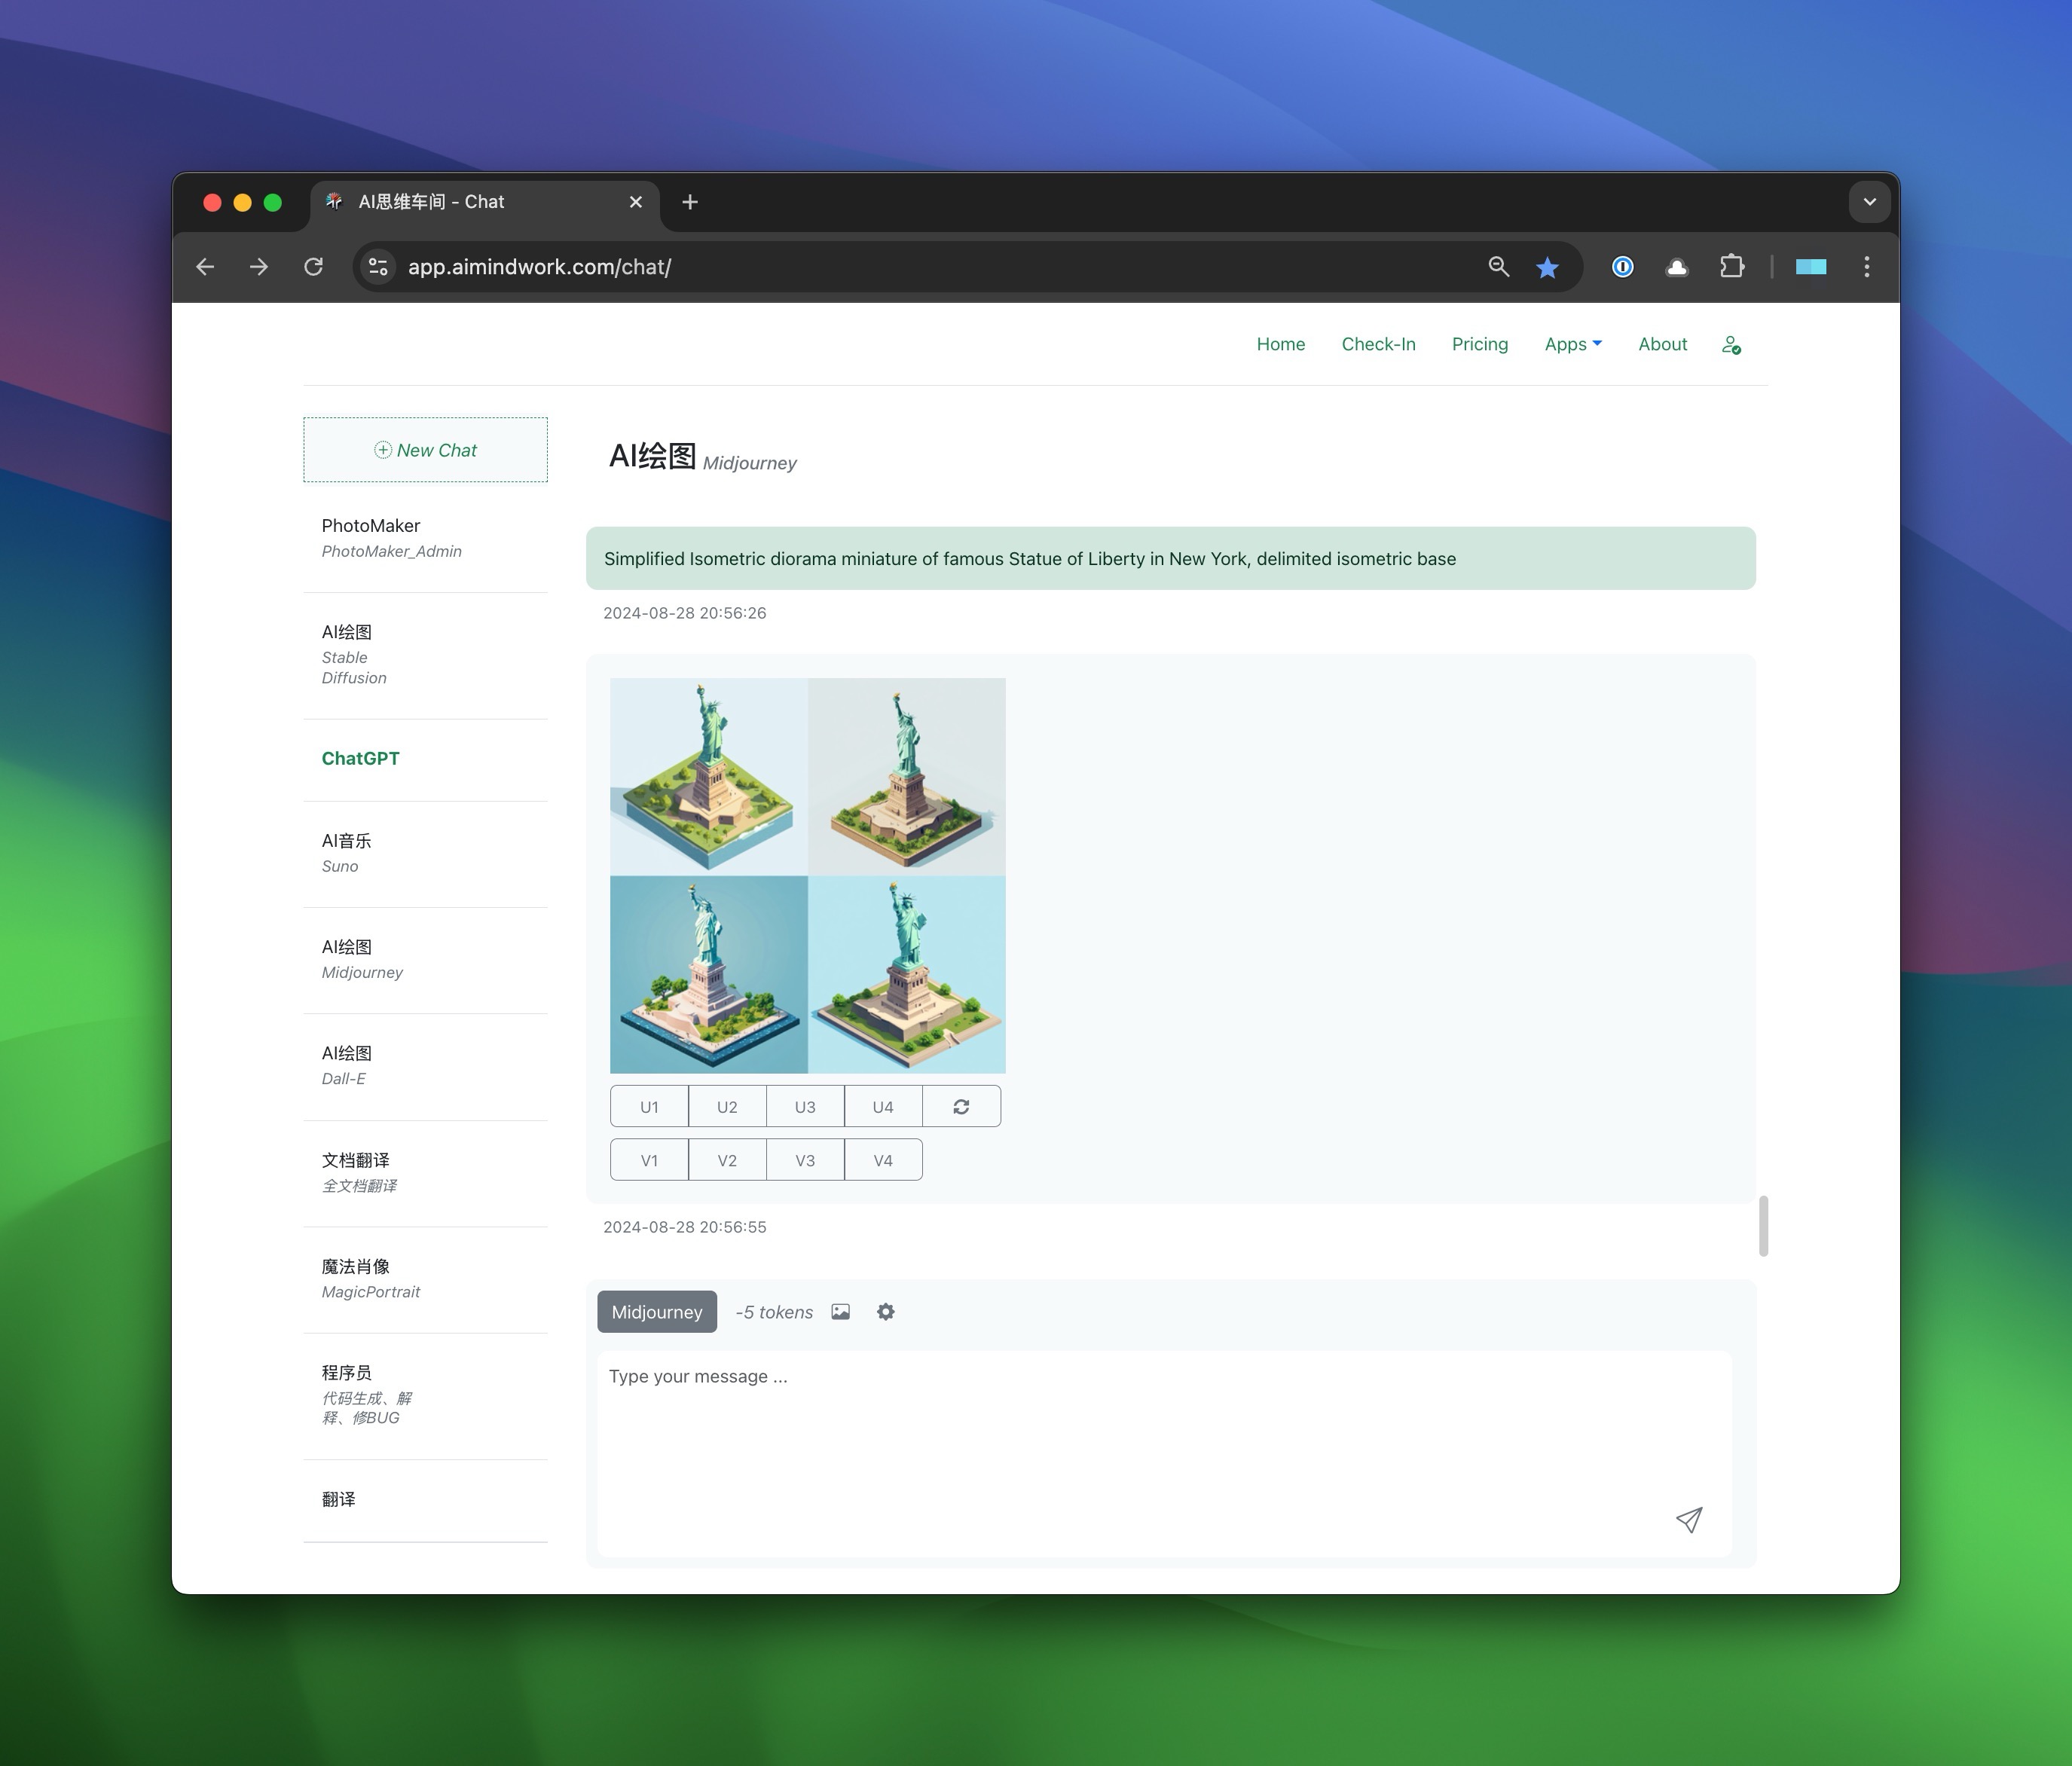 AI思维车间 - Chat
app.aimindwork.com/chat/
Home Check-In Pricing Apps About
New Chat
PhotoMaker
PhotoMaker_Admin
AI绘图
Stable
Diffusion
ChatGPT
AI音乐
Suno
AI绘图
Midjourney
AI绘图
Dall-E
文档翻译
全文档翻译
魔法肖像
MagicPortrait
程序员
代码生成、解
释、修BUG
翻译
AI绘图 Midjourney
Simplified Isometric diorama miniature of famous Statue of Liberty in New York, delimited isometric base
2024-08-28 20:56:26
U1 U2 U3 U4
V1 V2 V3 V4
2024-08-28 20:56:55
Midjourney -5 tokens
Type your message ...